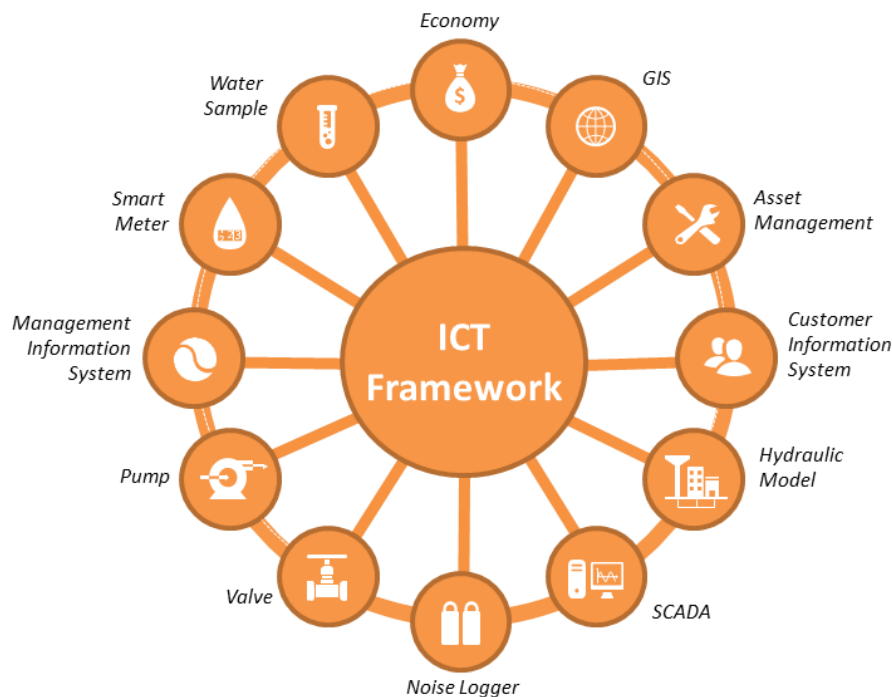 Economy
GIS
Water
Sample
Asset
Management
Smart
Meter
Management
Information
System
ICT
Framework
Customer
Information
System
Pump
Hydraulic
Model
Valve
SCADA
Noise Logger
$